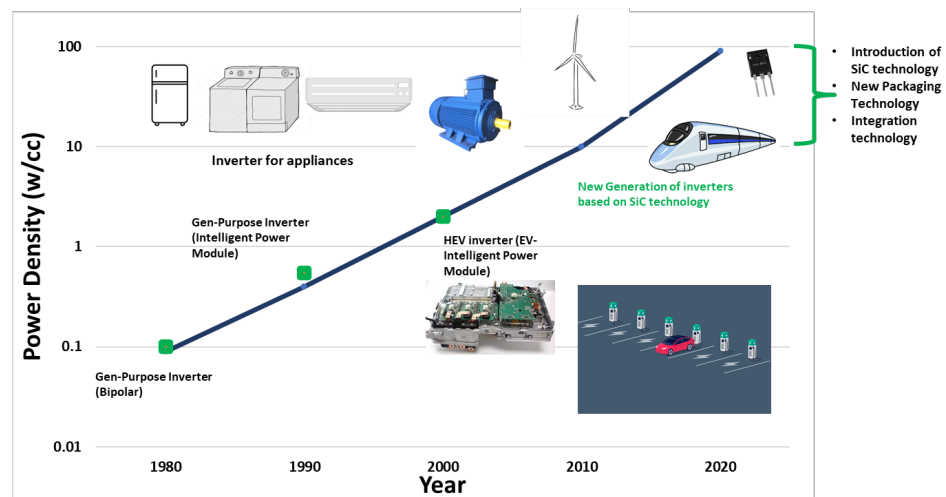 100
10
1
0.1
0.01
Power Density (w/cc)
1980
1990
2000
2010
2020
Year
Inverter for appliances
Gen-Purpose Inverter
(Intelligent Power
Module)
Gen-Purpose Inverter
(Bipolar)
HEV inverter (EV-
Intelligent Power
Module)
New Generation of inverters
based on SiC technology
• Introduction of
SiC technology
• New Packaging
Technology
• Integration
technology